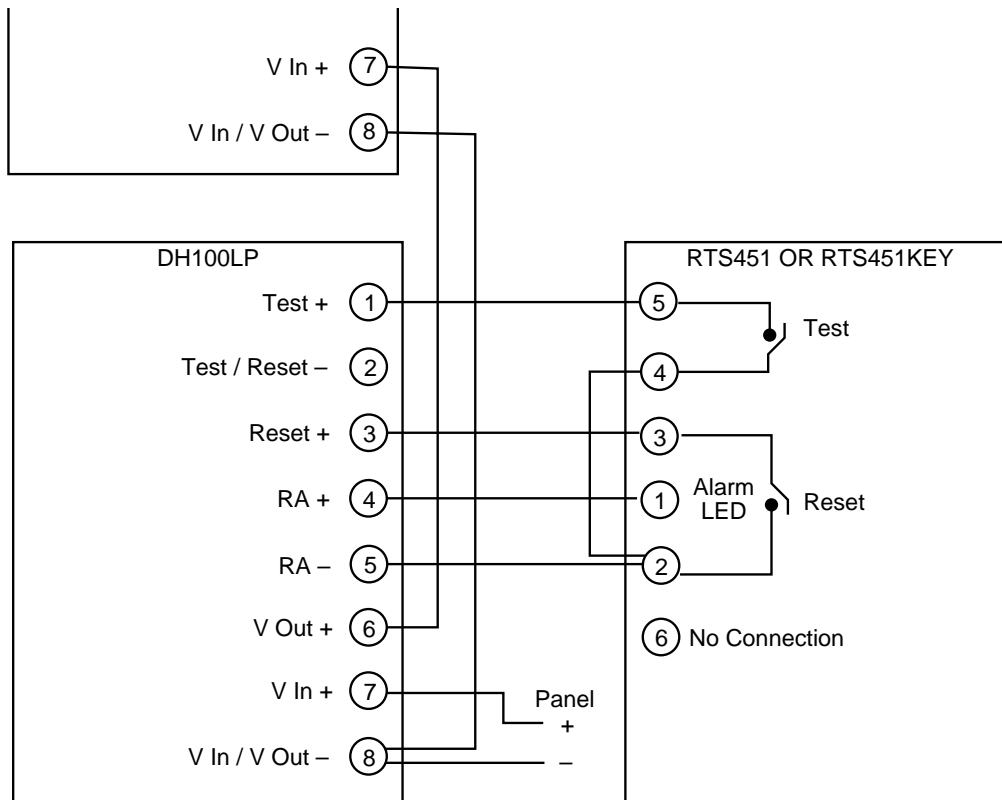 V In + 7
V In / V Out – 8
DH100LP
Test + 1
Test / Reset – 2
Reset + 3
RA + 4
RA – 5
V Out + 6
V In + 7
V In / V Out – 8
Panel
+
–
RTS451 OR RTS451KEY
5
Test
4
3
1
Alarm
LED
Reset
2
6 No Connection